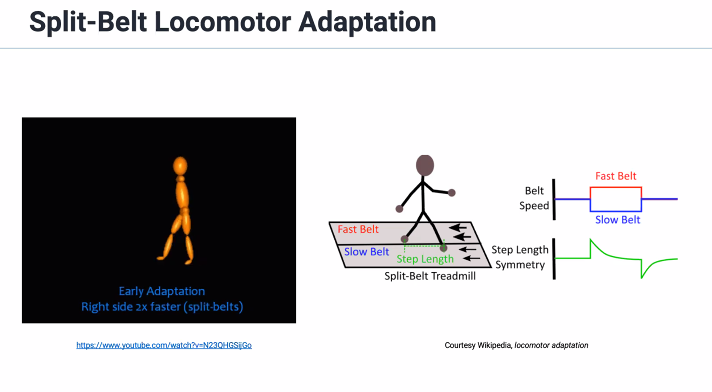 Split-Belt Locomotor Adaptation
Early Adaptation
Right side 2x faster (split-belts)
https://www.youtube.com/watch?v=N23QHGSijGo
Fast Belt
Slow Belt
Step Length
Split-Belt Treadmill
Belt
Speed
Fast Belt
Slow Belt
Step Length
Symmetry
Courtesy Wikipedia, locomotor adaptation